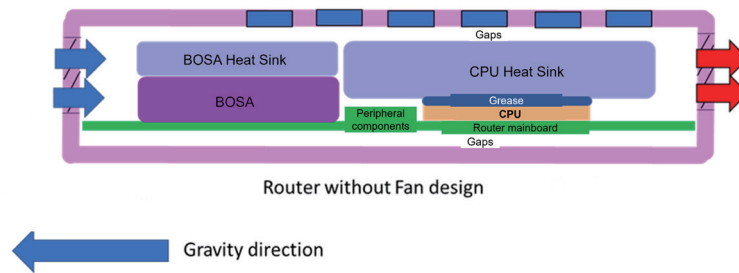 Gaps
BOSA Heat Sink
CPU Heat Sink
BOSA
Grease
Peripheral
components
CPU
Router mainboard
Gaps
Router without Fan design
Gravity direction